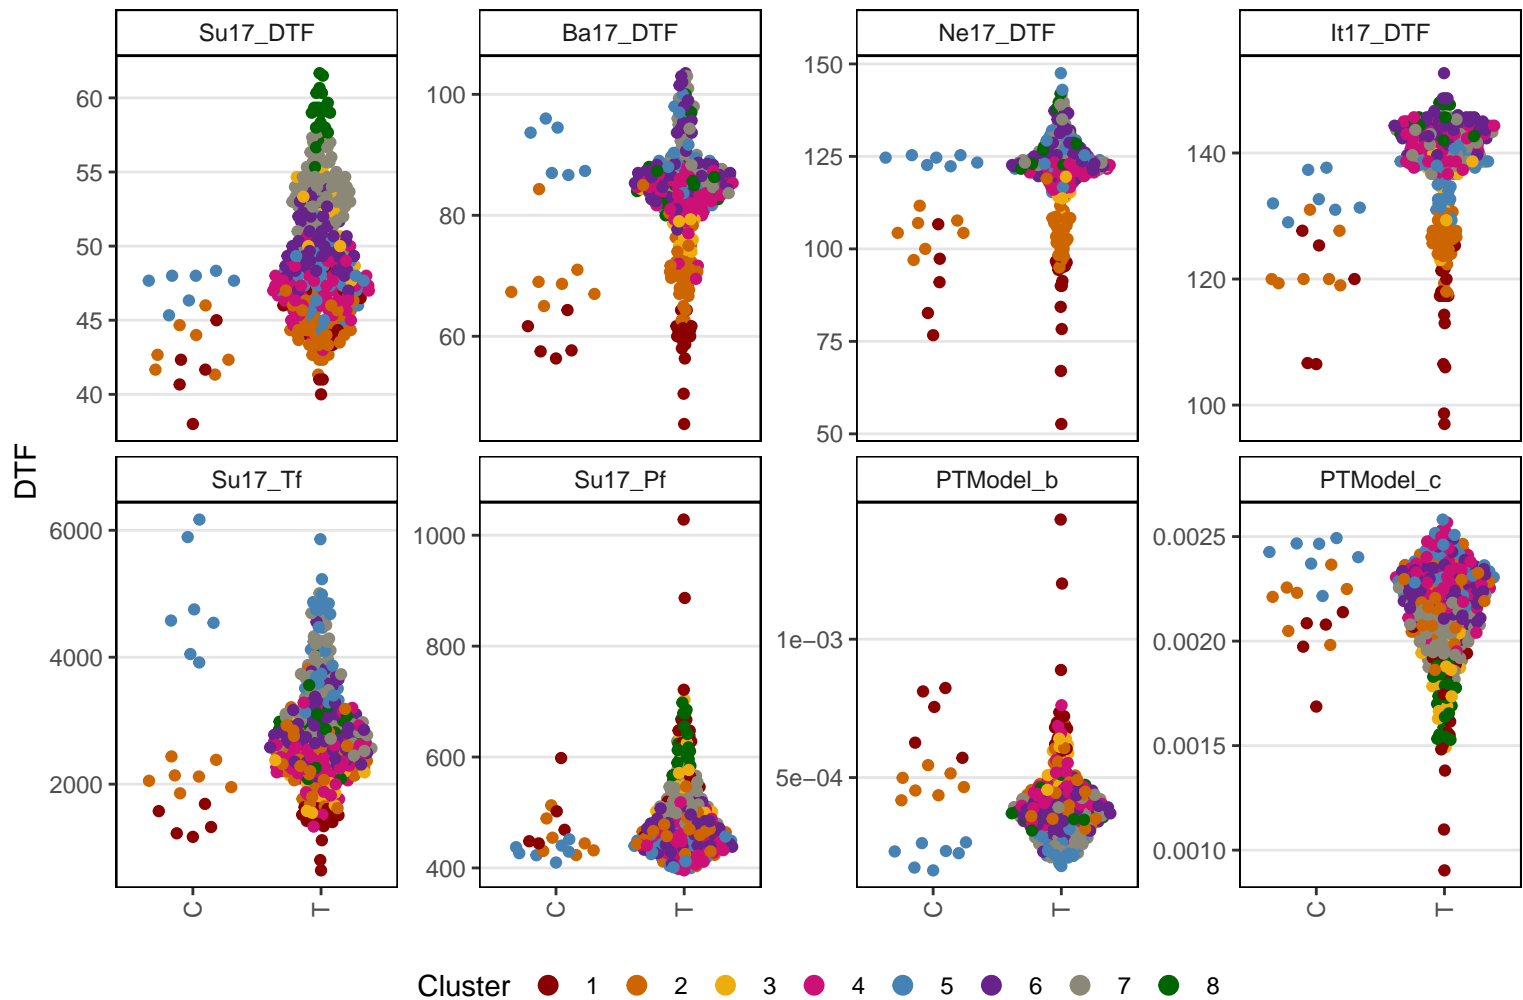 Su17_DTF
Ba17_DTF
Ne17_DTF
It17_DTF
60
55
50
45
40
100
80
60
150
125
100
75
50
140
120
100
DTF
Su17_Tf
Su17_Pf
PTModel_b
PTModel_c
6000
4000
2000
1000
800
600
400
1e−03
5e−04
0.0025
0.0020
0.0015
0.0010
C T
C T
C T
C T
Cluster 1 2 3 4 5 6 7 8